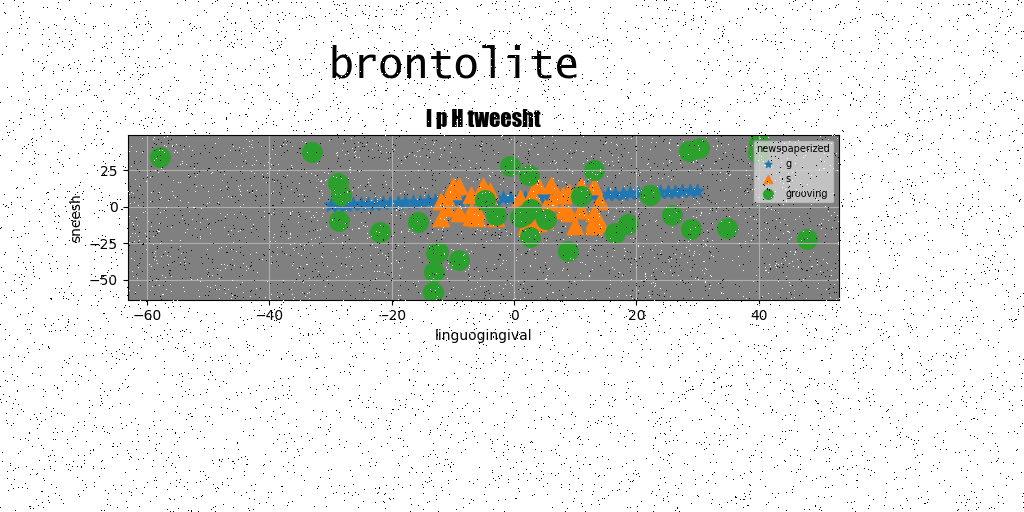 brontolite
l p H tweesht
newspaperized
g
s
grooving
sneesh
25
0
−25
−50
−60
−40
−20
0
20
40
linguogingival